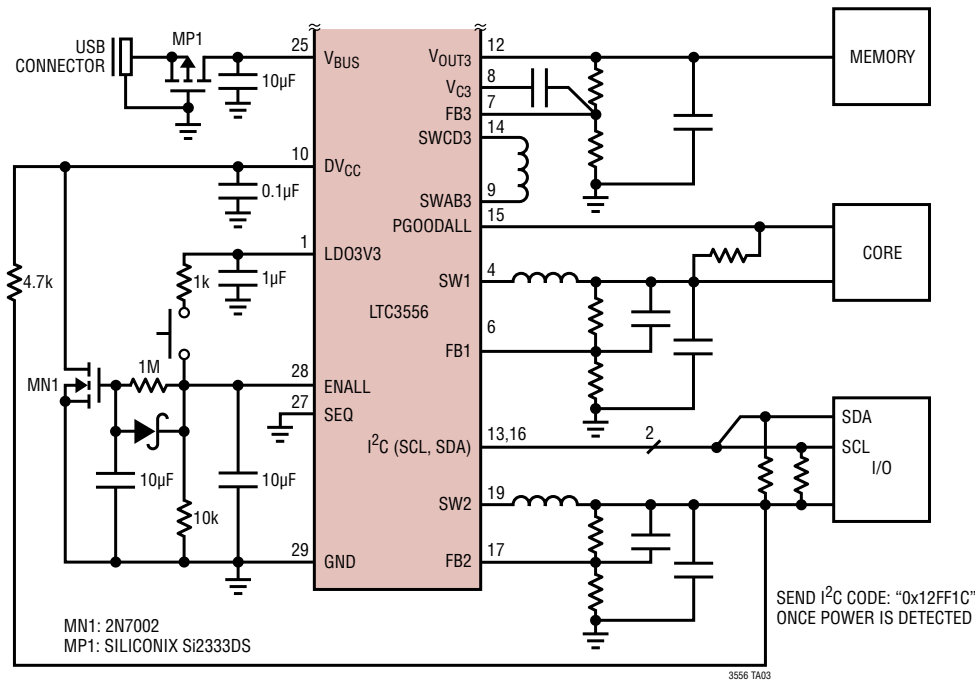 USB
CONNECTOR
MP1
25
VBUS
10µF
10
DVCC
0.1µF
1
LDO3V3
1k
1µF
4.7k
MN1
1M
28
ENALL
27
SEQ
10µF
10µF
10k
29
GND
LTC3556
12
VOUT3
8
VC3
7
FB3
14
SWCD3
9
SWAB3
15
PGOODALL
4
SW1
6
FB1
13,16
I2C (SCL, SDA)
2
19
SW2
17
FB2
MEMORY
CORE
SDA
SCL
I/O
SEND I2C CODE: “0x12FF1C”
ONCE POWER IS DETECTED
MN1: 2N7002
MP1: SILICONIX Si2333DS
3556 TA03